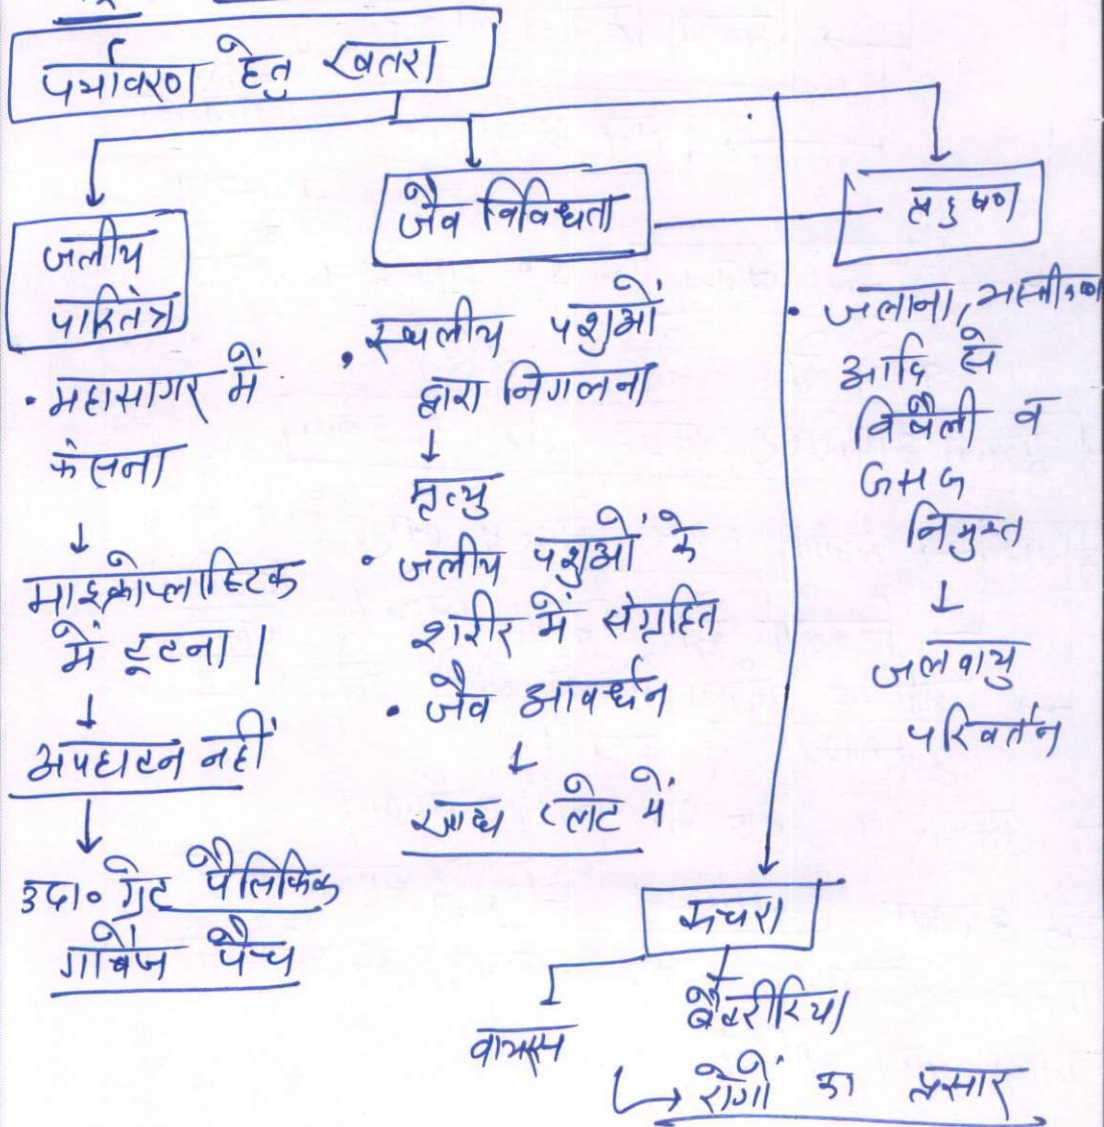 पर्यावरण हेतु खतरा
जलीय
पारितंत्र
• महासागर में
फेंसना
↓
माइक्रोप्लास्टिक
में टूटना |
↓
अपघटन नहीं
↓
उदा० ग्रेट पैसिफिक
गार्बेज पैच
जैव विविधता
• स्थलीय पशुओं
द्वारा निगलना
↓
मृत्यु
• जलीय पशुओं के
शरीर में संग्रहित
• जैव आवर्धन
↓
खाद्य प्लेट में
प्रदुषण
• जलाना, भस्मीकरण
आदि से
विषैली व
GHG
विमुक्त
↓
जलवायु
परिवर्तन
कचरा
वायरस
बैक्टीरिया
→ रोगों का प्रसार